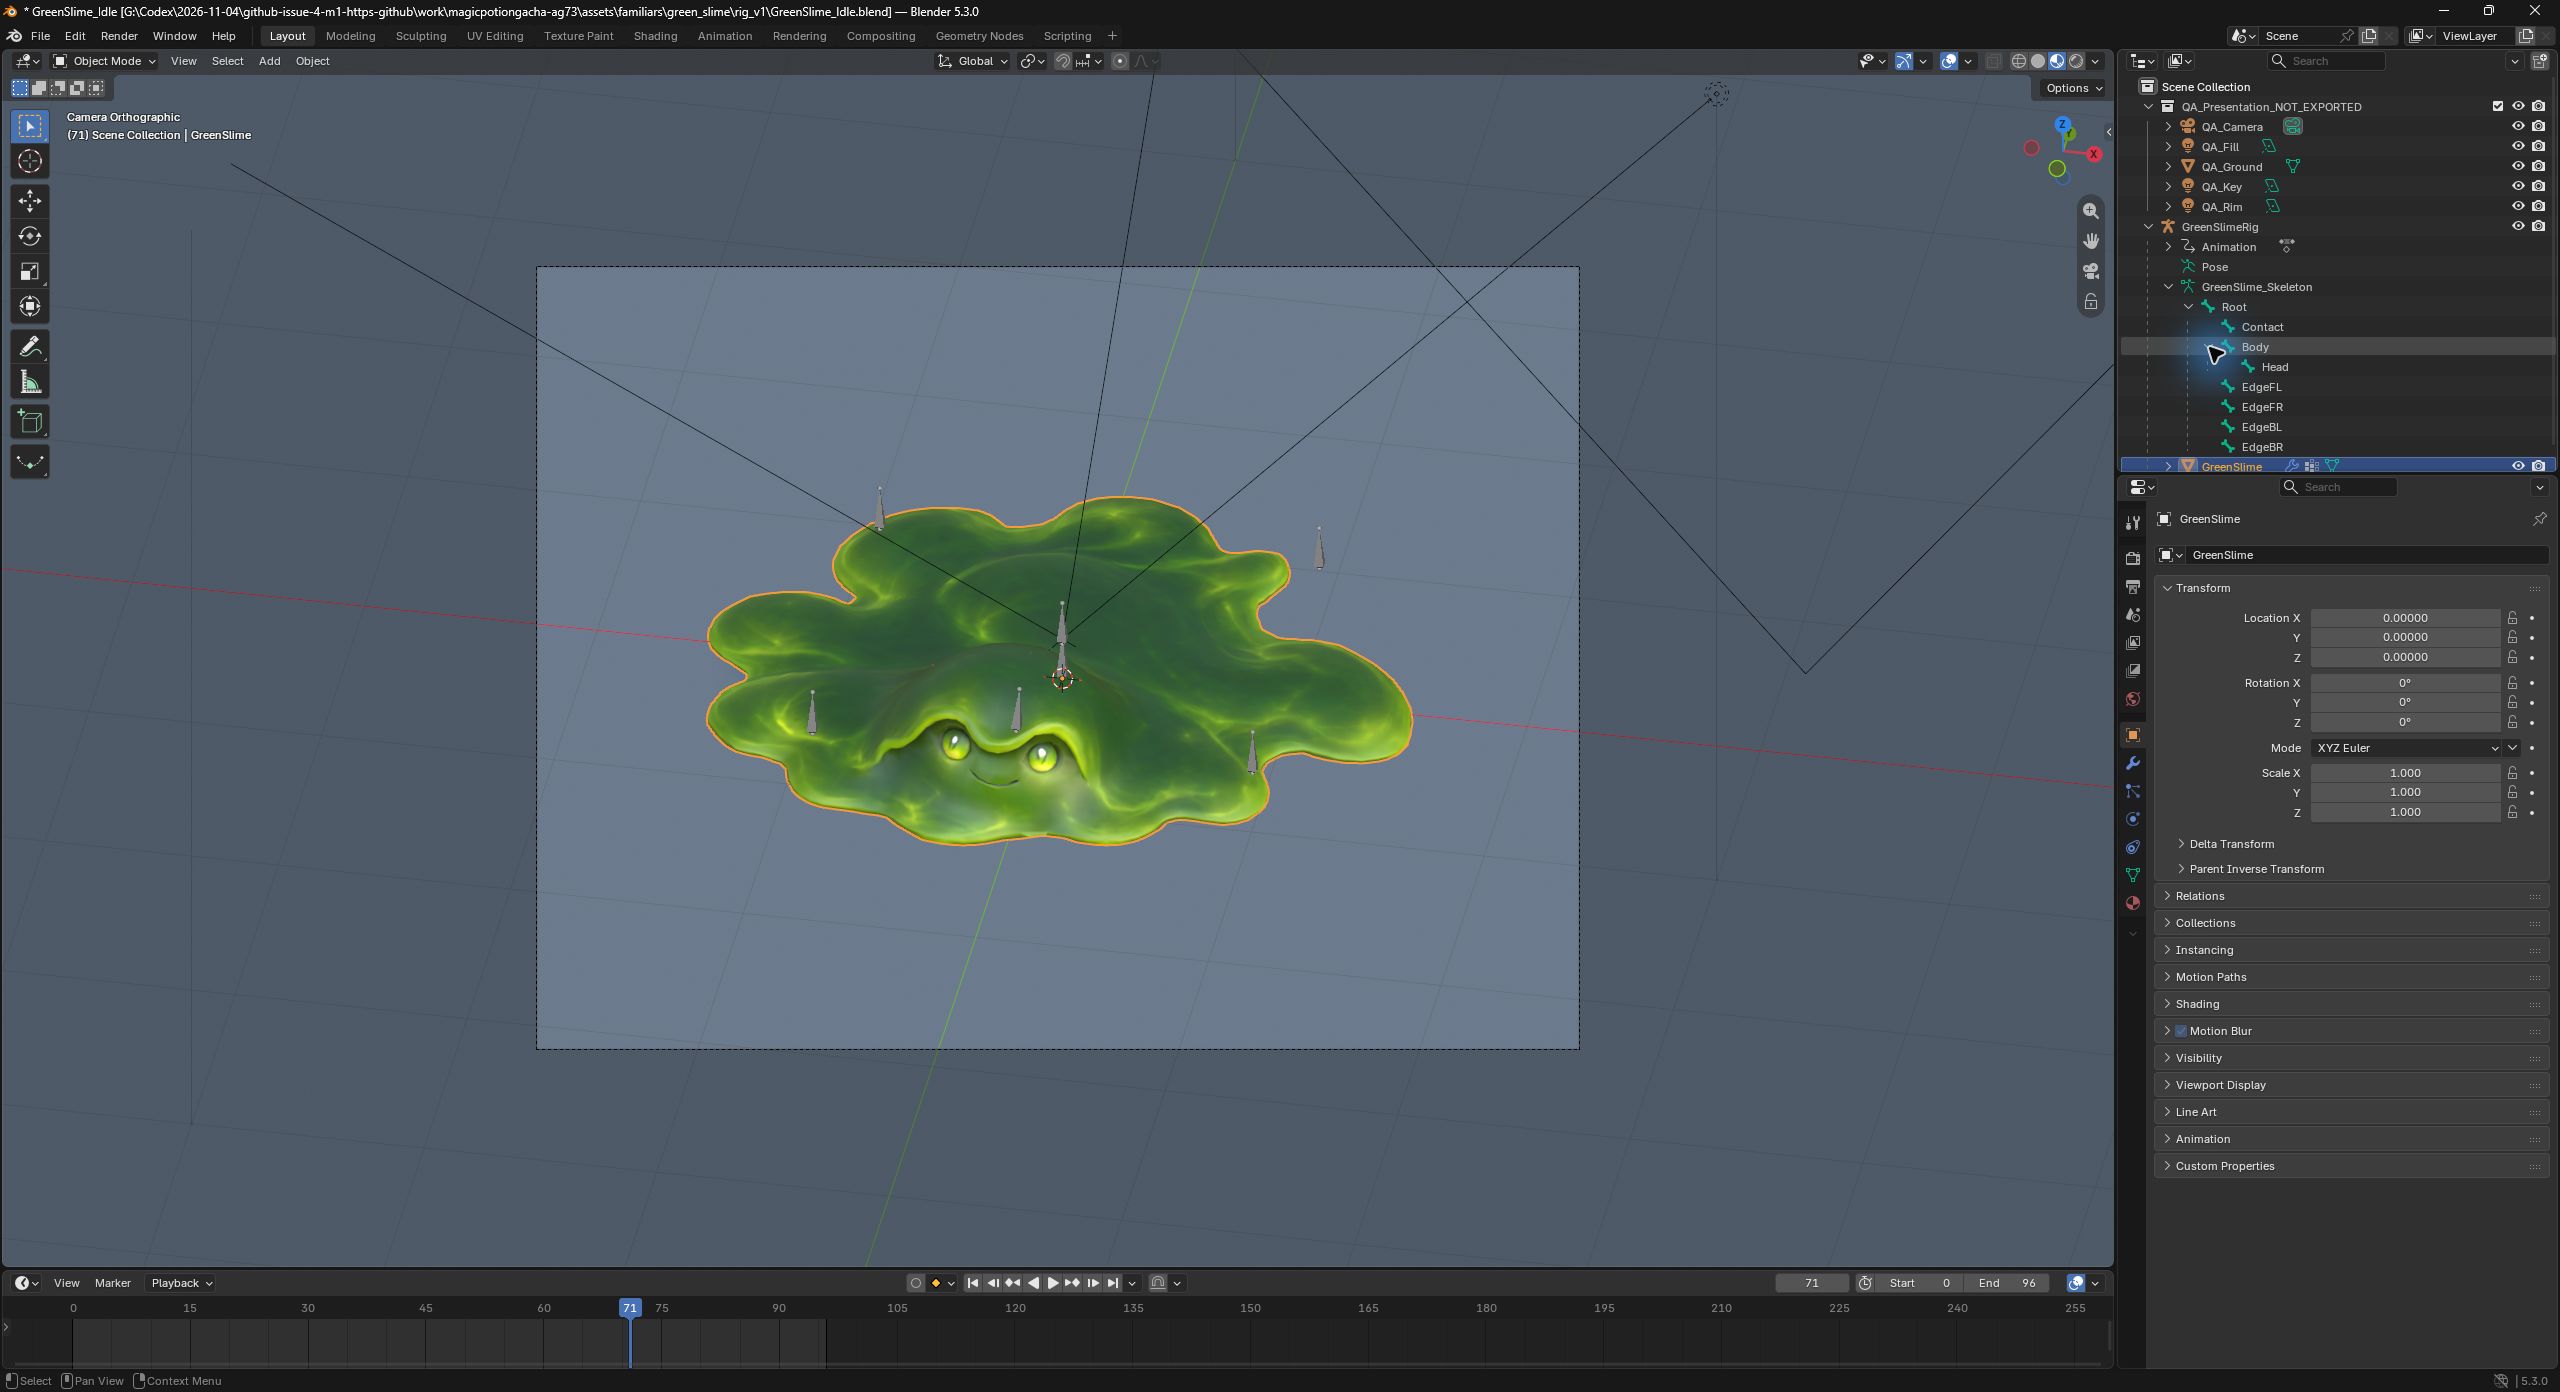 * GreenSlime_Idle [G:\Codex\2026-11-04\github-issue-4-m1-https-github\work\magicpotiongacha-ag73\assets\familiars\green_slime\rig_v1\GreenSlime_Idle.blend] — Blender 5.3.0
File Edit Render Window Help Layout Modeling Sculpting UV Editing Texture Paint Shading Animation Rendering Compositing Geometry Nodes Scripting + Scene ViewLayer
Object Mode View Select Add Object Global Search
Options
Camera Orthographic
(71) Scene Collection | GreenSlime
Z
Y
X
Scene Collection
QA_Presentation_NOT_EXPORTED
QA_Camera
QA_Fill
QA_Ground
QA_Key
QA_Rim
GreenSlimeRig
Animation
Pose
GreenSlime_Skeleton
Root
Contact
Body
Head
EdgeFL
EdgeFR
EdgeBL
EdgeBR
GreenSlime
Search
GreenSlime
GreenSlime
Transform
Location X 0.00000
Y 0.00000
Z 0.00000
Rotation X 0°
Y 0°
Z 0°
Mode XYZ Euler
Scale X 1.000
Y 1.000
Z 1.000
Delta Transform
Parent Inverse Transform
Relations
Collections
Instancing
Motion Paths
Shading
Motion Blur
Visibility
Viewport Display
Line Art
Animation
Custom Properties
View Marker Playback 71 Start 0 End 96
0 15 30 45 60 71 75 90 105 120 135 150 165 180 195 210 225 240 255
Select Pan View Context Menu 5.3.0